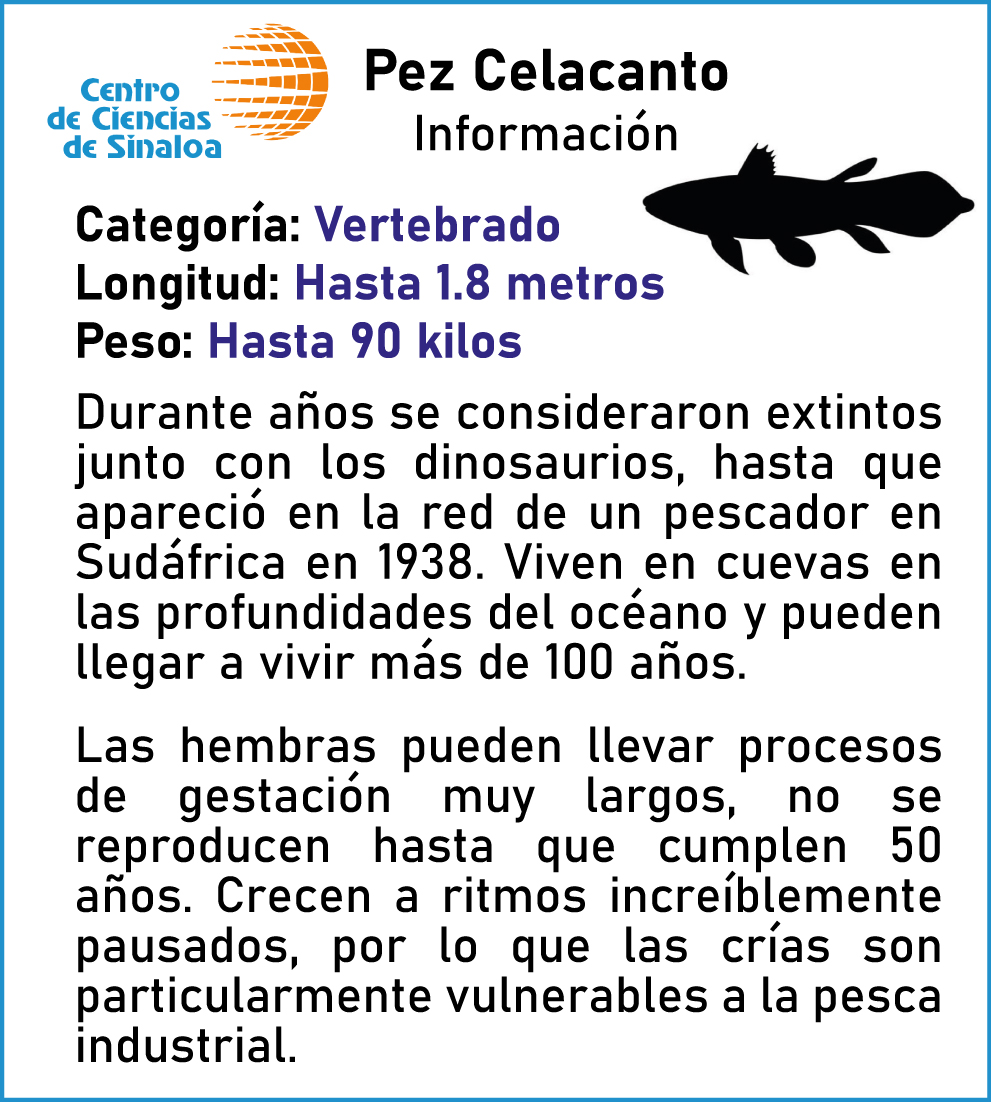 Centro
de Ciencias
de Sinaloa
Pez Celacanto
Información
Categoría: Vertebrado
Longitud: Hasta 1.8 metros
Peso: Hasta 90 kilos
Durante años se consideraron extintos
junto con los dinosaurios, hasta que
apareció en la red de un pescador en
Sudáfrica en 1938. Viven en cuevas en
las profundidades del océano y pueden
llegar a vivir más de 100 años.
Las hembras pueden llevar procesos
de gestación muy largos, no se
reproducen hasta que cumplen 50
años. Crecen a ritmos increíblemente
pausados, por lo que las crías son
particularmente vulnerables a la pesca
industrial.